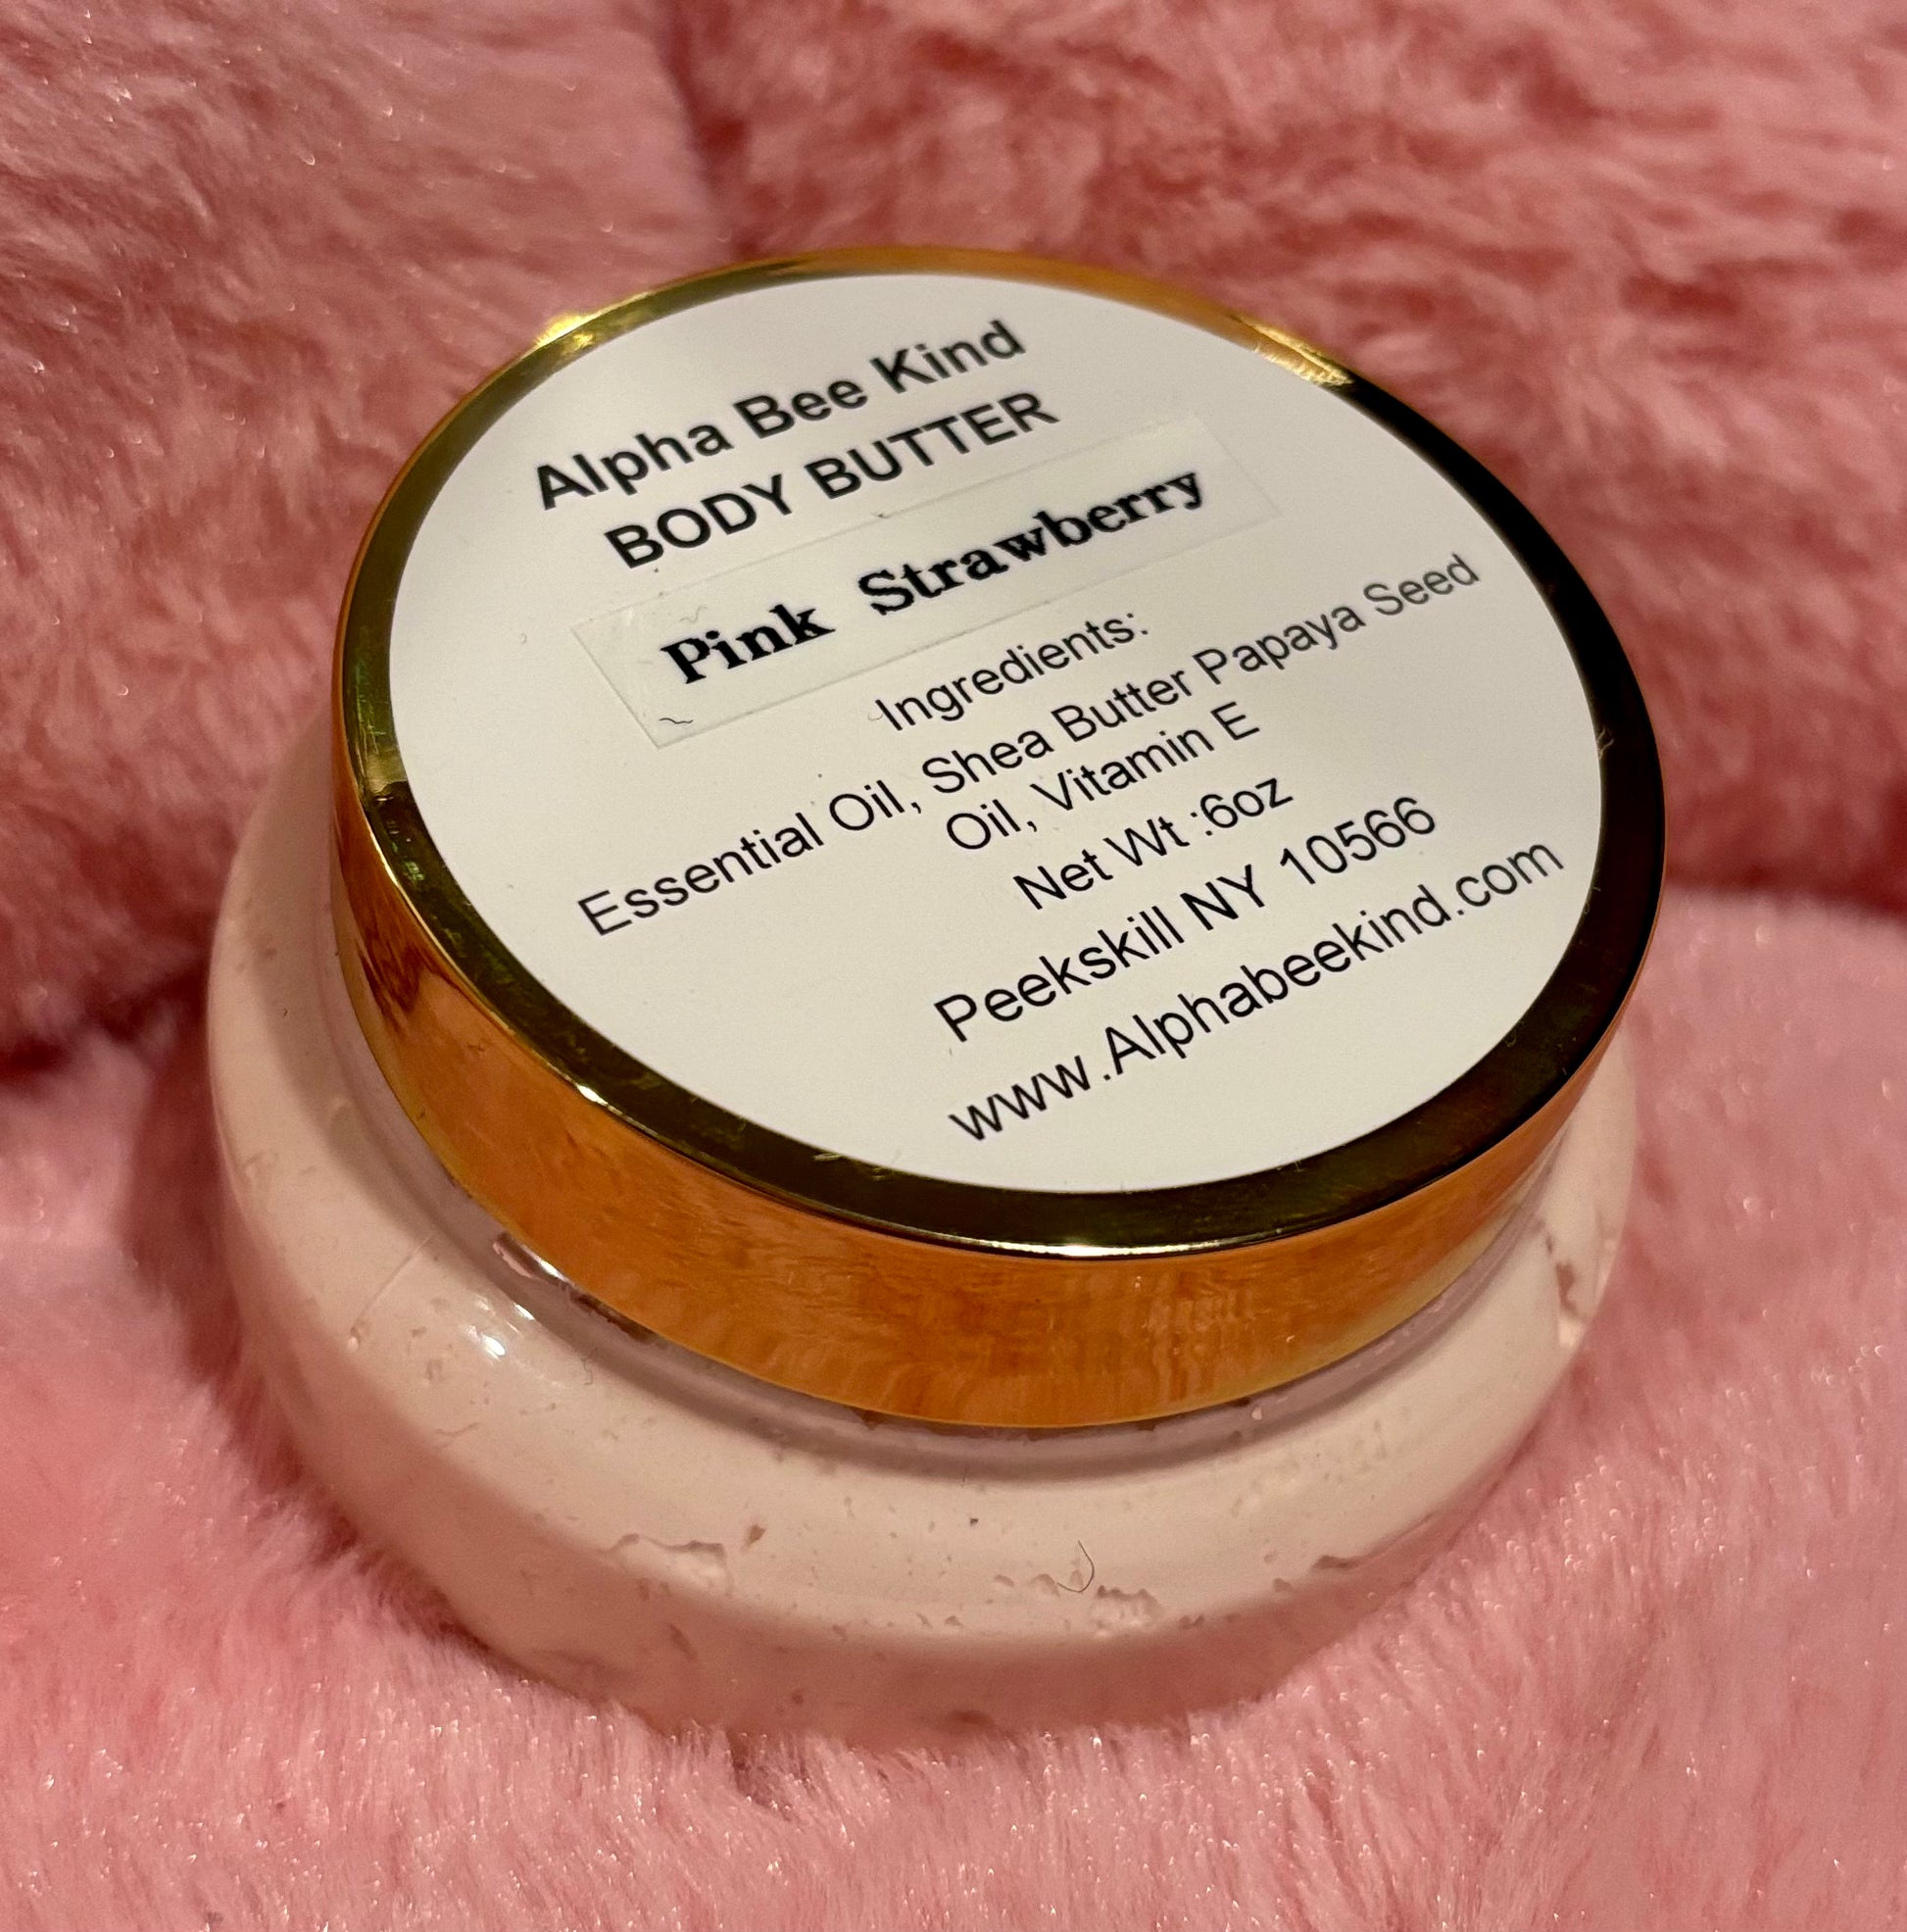 Alpha Bee Kind
BODY BUTTER
Pink Strawberry
Ingredients:
Essential Oil, Shea Butter Papaya Seed
Oil, Vitamin E
Net Wt :6oz
Peekskill NY 10566
www.Alphabeekind.com